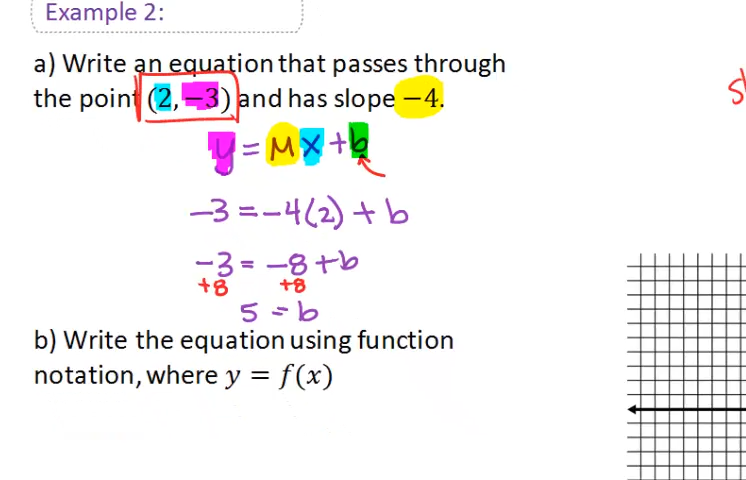 Example 2:
a) Write an equation that passes through
the point (2, −3) and has slope −4.
y = Mx + b
−3 = −4(2) + b
−3 = −8 + b
+8 +8
5 = b
b) Write the equation using function
notation, where y = f(x)